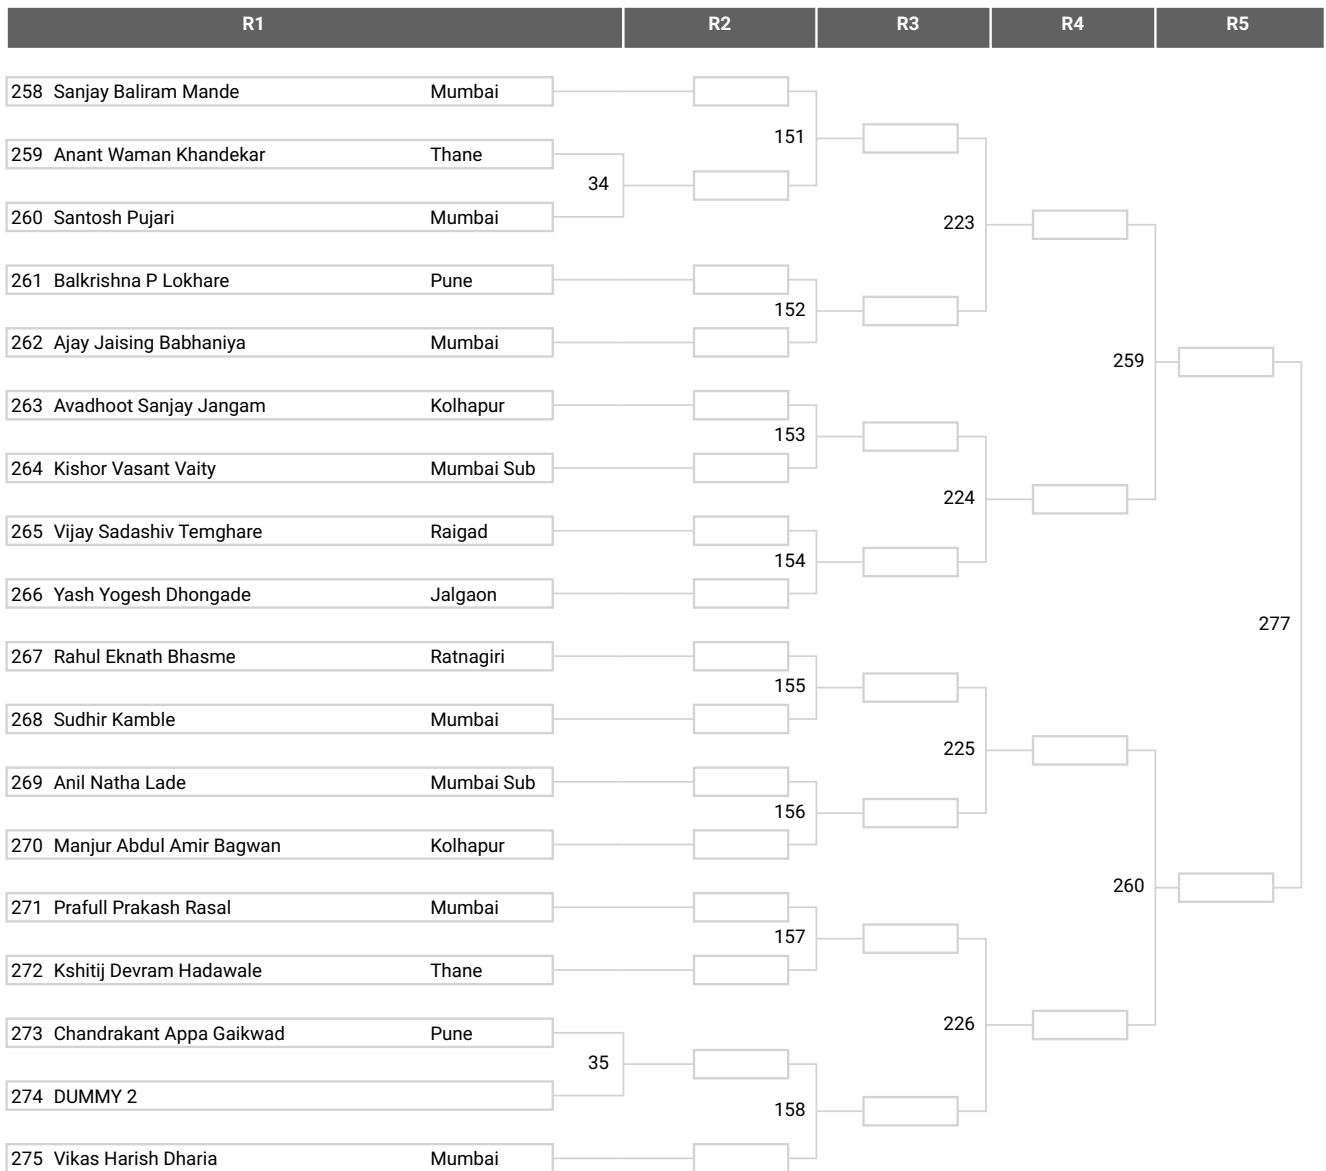 R1 R2 R3 R4 R5
258 Sanjay Baliram Mande Mumbai
151
259 Anant Waman Khandekar Thane
34
260 Santosh Pujari Mumbai
223
261 Balkrishna P Lokhare Pune
152
262 Ajay Jaising Babhaniya Mumbai
259
263 Avadhoot Sanjay Jangam Kolhapur
153
264 Kishor Vasant Vaity Mumbai Sub
224
265 Vijay Sadashiv Temghare Raigad
154
266 Yash Yogesh Dhongade Jalgaon
277
267 Rahul Eknath Bhasme Ratnagiri
155
268 Sudhir Kamble Mumbai
225
269 Anil Natha Lade Mumbai Sub
156
270 Manjur Abdul Amir Bagwan Kolhapur
260
271 Prafull Prakash Rasal Mumbai
157
272 Kshitij Devram Hadawale Thane
226
273 Chandrakant Appa Gaikwad Pune
35
274 DUMMY 2
158
275 Vikas Harish Dharia Mumbai